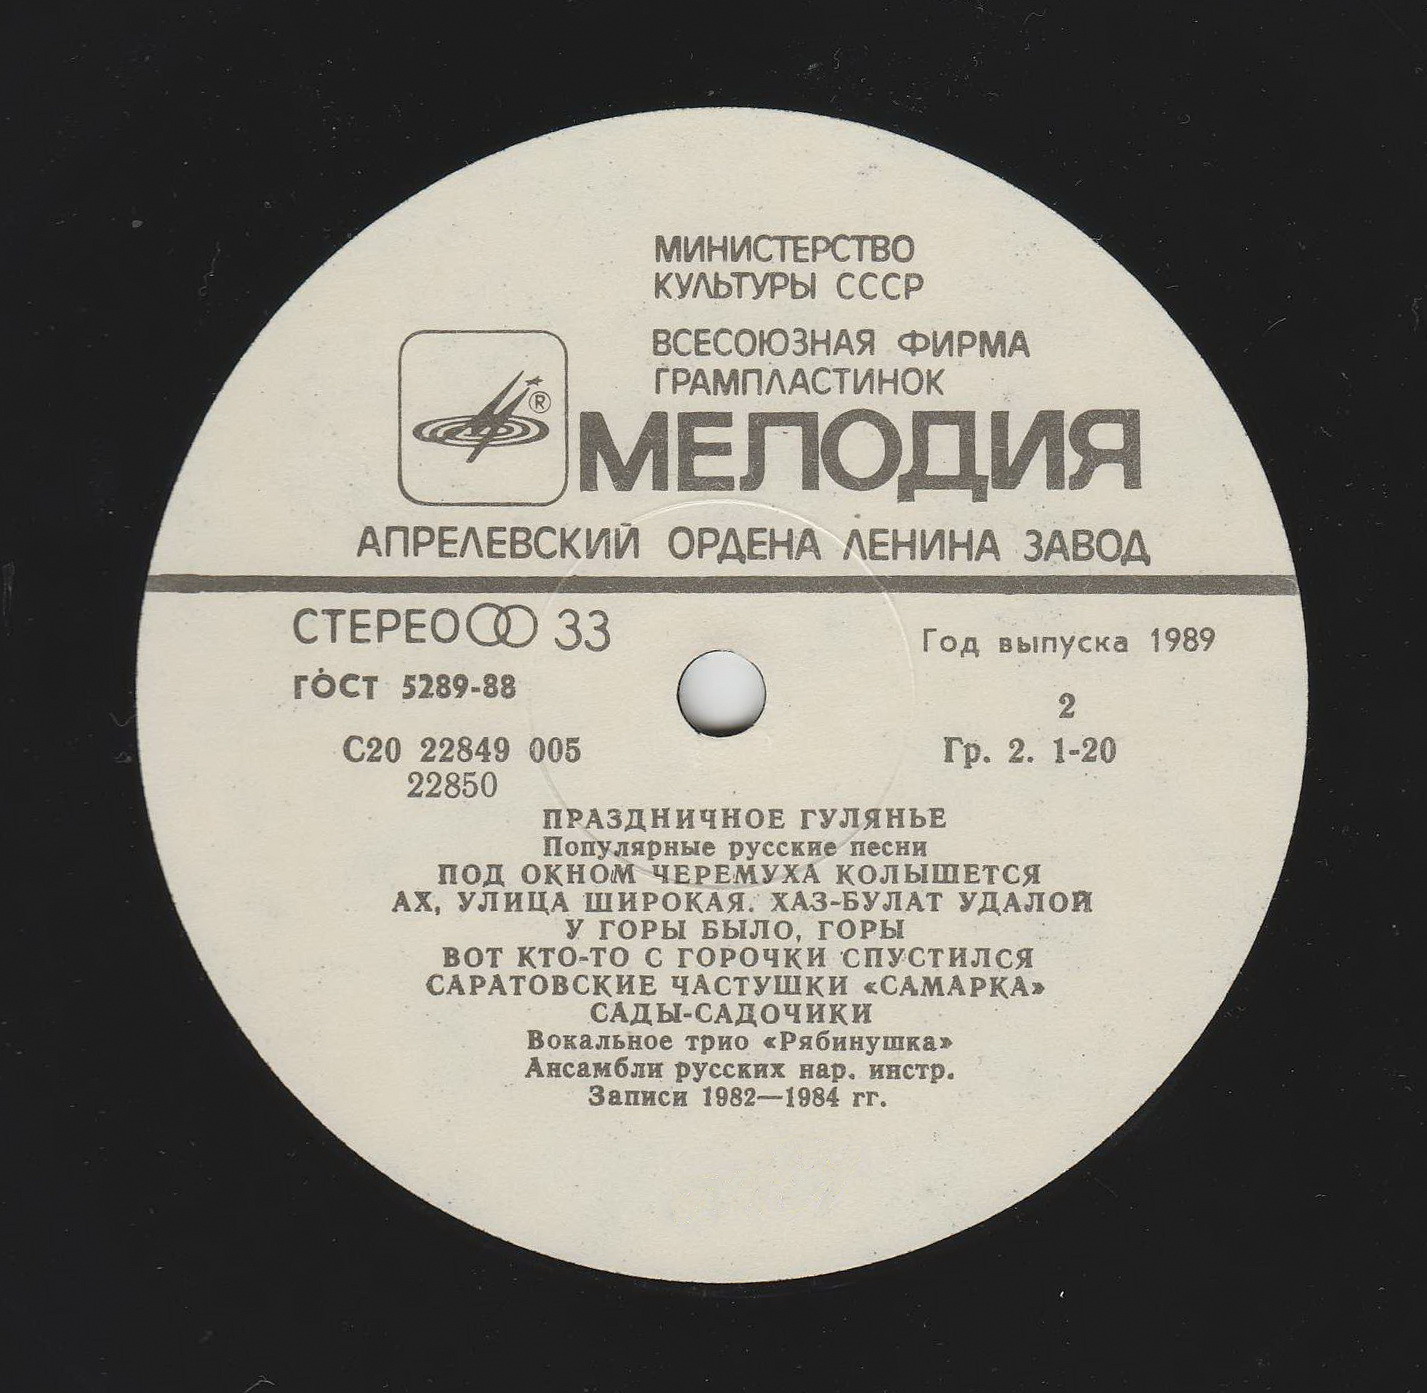 МИНИСТЕРСТВО
КУЛЬТУРЫ СССР
ВСЕСОЮЗНАЯ ФИРМА
ГРАМПЛАСТИНОК
®
МЕЛОДИЯ
АПРЕЛЕВСКИЙ ОРДЕНА ЛЕНИНА ЗАВОД
СТЕРЕО 33
Год выпуска 1989
ГОСТ 5289-88
2
С20 22849 005
Гр. 2. 1-20
22850
ПРАЗДНИЧНОЕ ГУЛЯНЬЕ
Популярные русские песни
ПОД ОКНОМ ЧЕРЕМУХА КОЛЫШЕТСЯ
АХ, УЛИЦА ШИРОКАЯ. ХАЗ-БУЛАТ УДАЛОЙ
У ГОРЫ БЫЛО, ГОРЫ
ВОТ КТО-ТО С ГОРОЧКИ СПУСТИЛСЯ
САРАТОВСКИЕ ЧАСТУШКИ «САМАРКА»
САДЫ-САДОЧИКИ
Вокальное трио «Рябинушка»
Ансамбли русских нар. инстр.
Записи 1982—1984 гг.